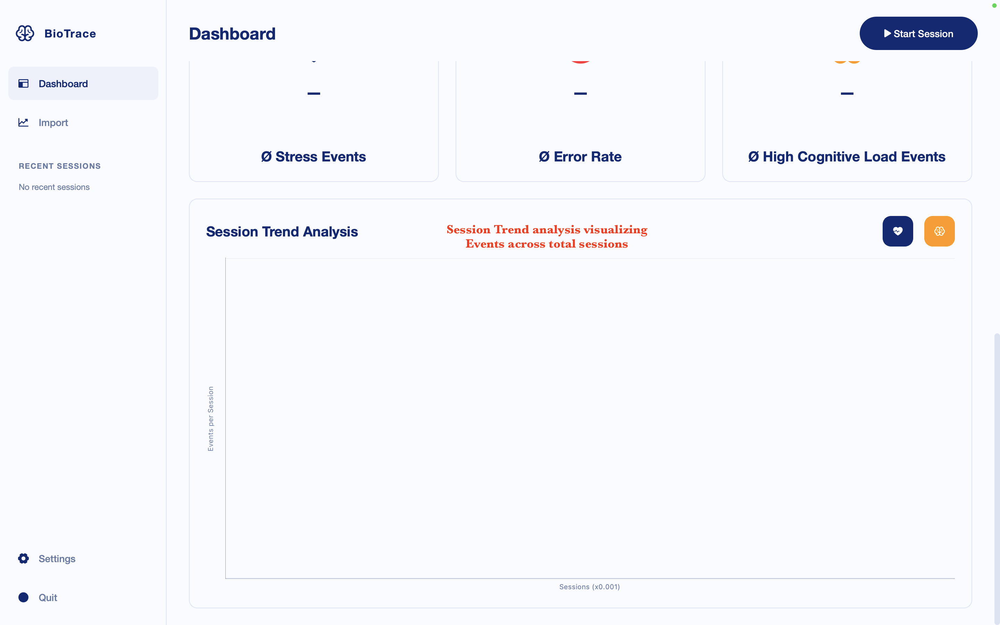 BioTrace
Dashboard
Import
RECENT SESSIONS
No recent sessions
Settings
Quit
Dashboard
Start Session
–
–
–
Ø Stress Events
Ø Error Rate
Ø High Cognitive Load Events
Session Trend Analysis
Session Trend analysis visualizing
Events across total sessions
Events per Session
Sessions (x0.001)